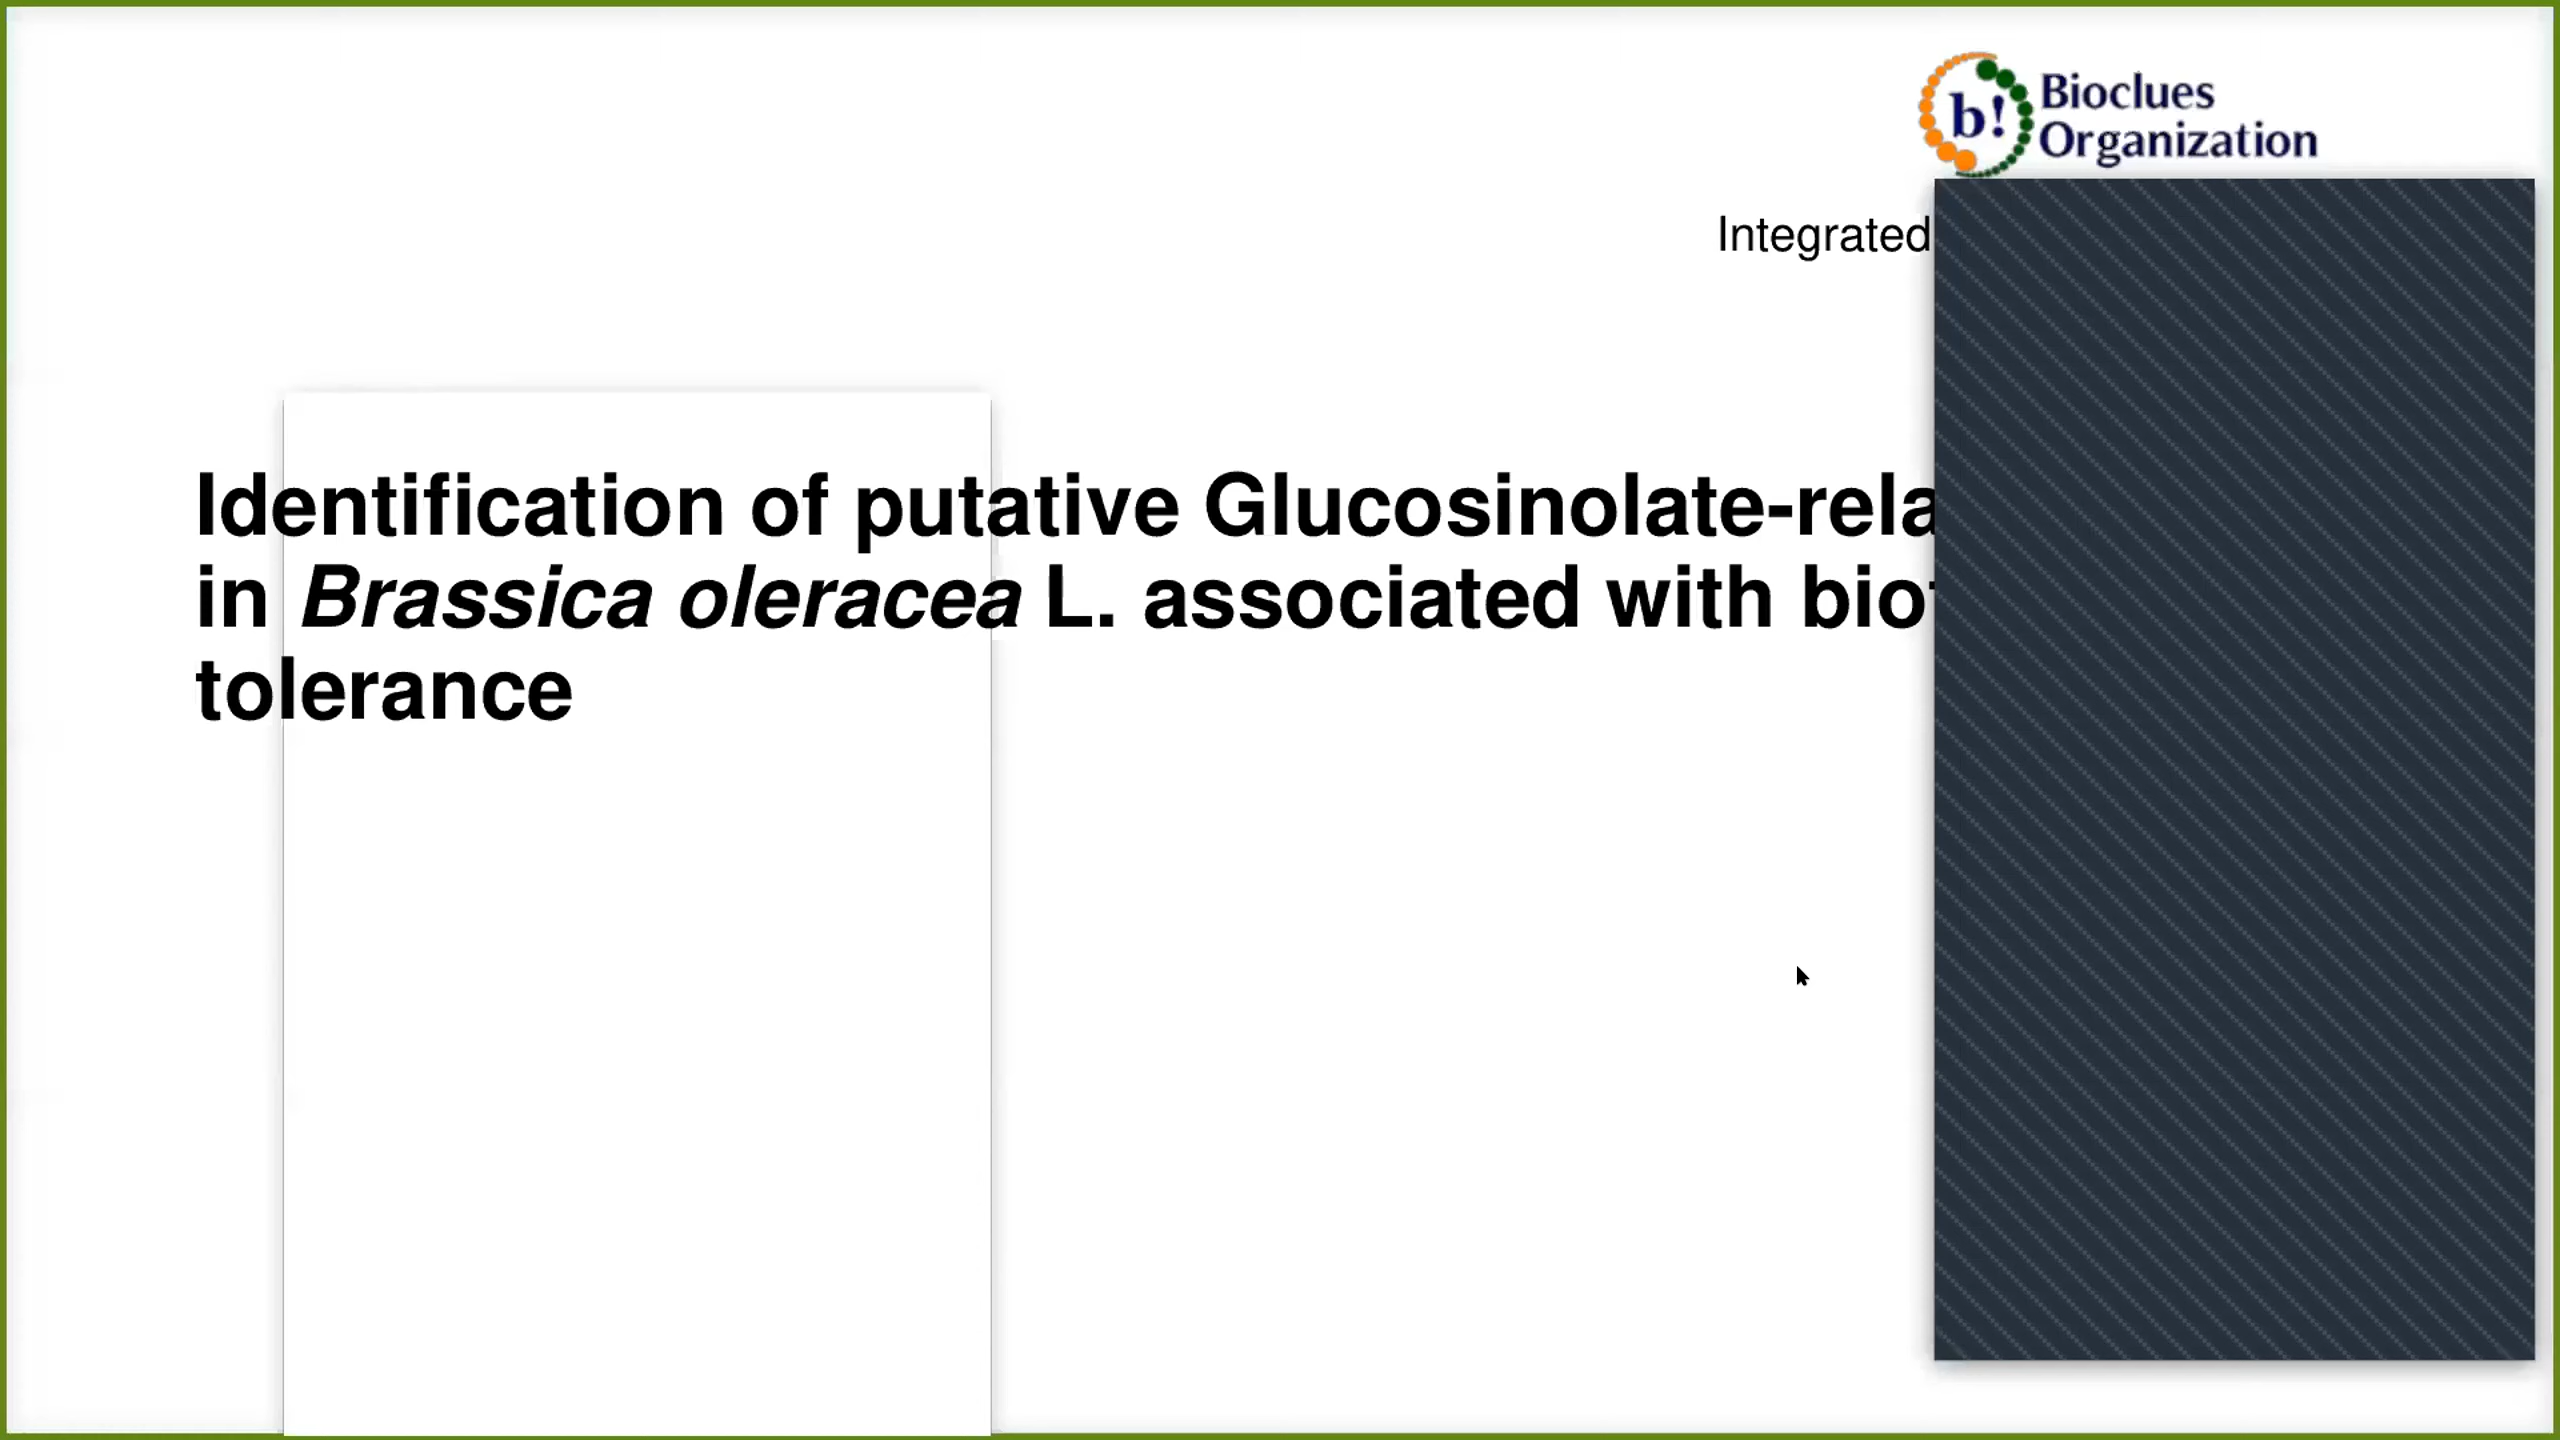 b! Bioclues
Organization
Integrated
Identification of putative Glucosinolate-rela
in Brassica oleracea L. associated with bio
tolerance